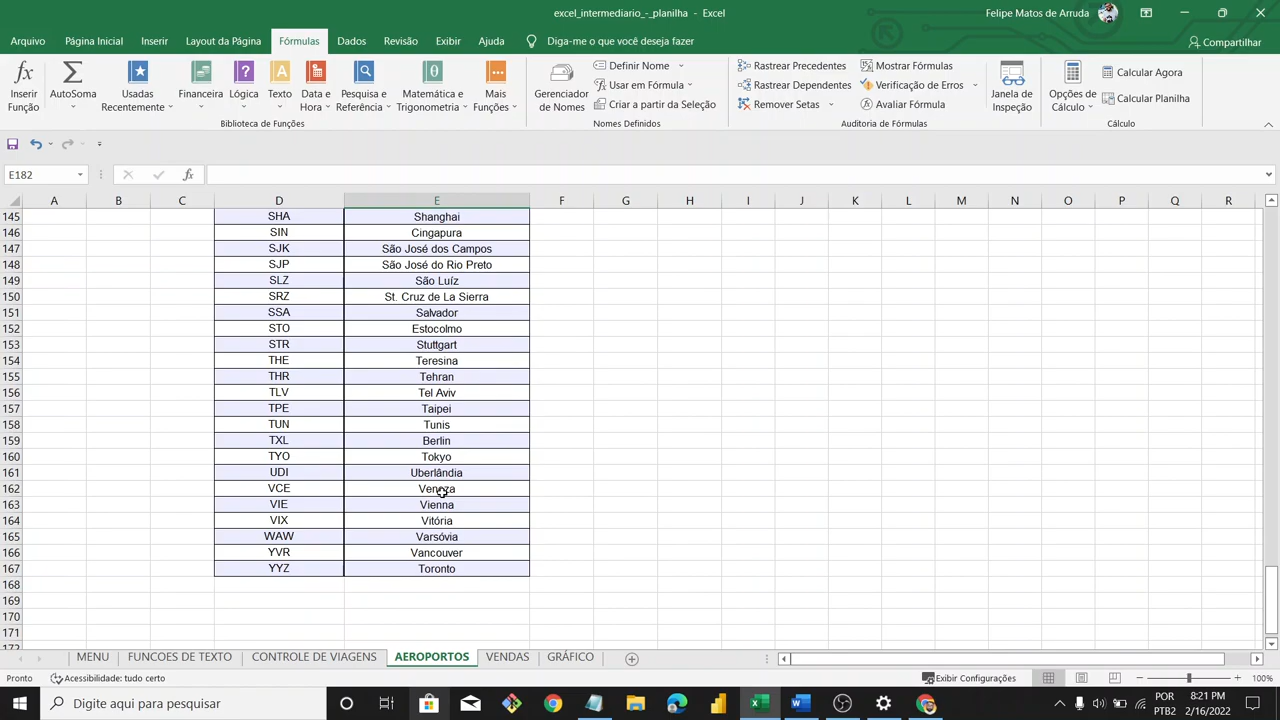 excel_intermediario_-_planilha - Excel
Felipe Matos de Arruda
Arquivo Página Inicial Inserir Layout da Página Fórmulas Dados Revisão Exibir Ajuda Diga-me o que você deseja fazer
Compartilhar
Inserir Função
AutoSoma
Usadas Recentemente
Financeira
Lógica
Texto
Data e Hora
Pesquisa e Referência
Matemática e Trigonometria
Mais Funções
Biblioteca de Funções
Gerenciador de Nomes
Definir Nome
Usar em Fórmula
Criar a partir da Seleção
Nomes Definidos
Rastrear Precedentes
Rastrear Dependentes
Remover Setas
Mostrar Fórmulas
Verificação de Erros
Avaliar Fórmula
Auditoria de Fórmulas
Janela de Inspeção
Opções de Cálculo
Calcular Agora
Calcular Planilha
Cálculo
E182
fx
A B C D E F G H I J K L M N O P Q R
145 SHA Shanghai
146 SIN Cingapura
147 SJK São José dos Campos
148 SJP São José do Rio Preto
149 SLZ São Luíz
150 SRZ St. Cruz de La Sierra
151 SSA Salvador
152 STO Estocolmo
153 STR Stuttgart
154 THE Teresina
155 THR Tehran
156 TLV Tel Aviv
157 TPE Taipei
158 TUN Tunis
159 TXL Berlin
160 TYO Tokyo
161 UDI Uberlândia
162 VCE Veneza
163 VIE Vienna
164 VIX Vitória
165 WAW Varsóvia
166 YVR Vancouver
167 YYZ Toronto
168
169
170
171
172
MENU FUNCOES DE TEXTO CONTROLE DE VIAGENS AEROPORTOS VENDAS GRÁFICO
Pronto Acessibilidade: tudo certo Exibir Configurações 100%
Digite aqui para pesquisar
POR
PTB2
8:21 PM
2/16/2022